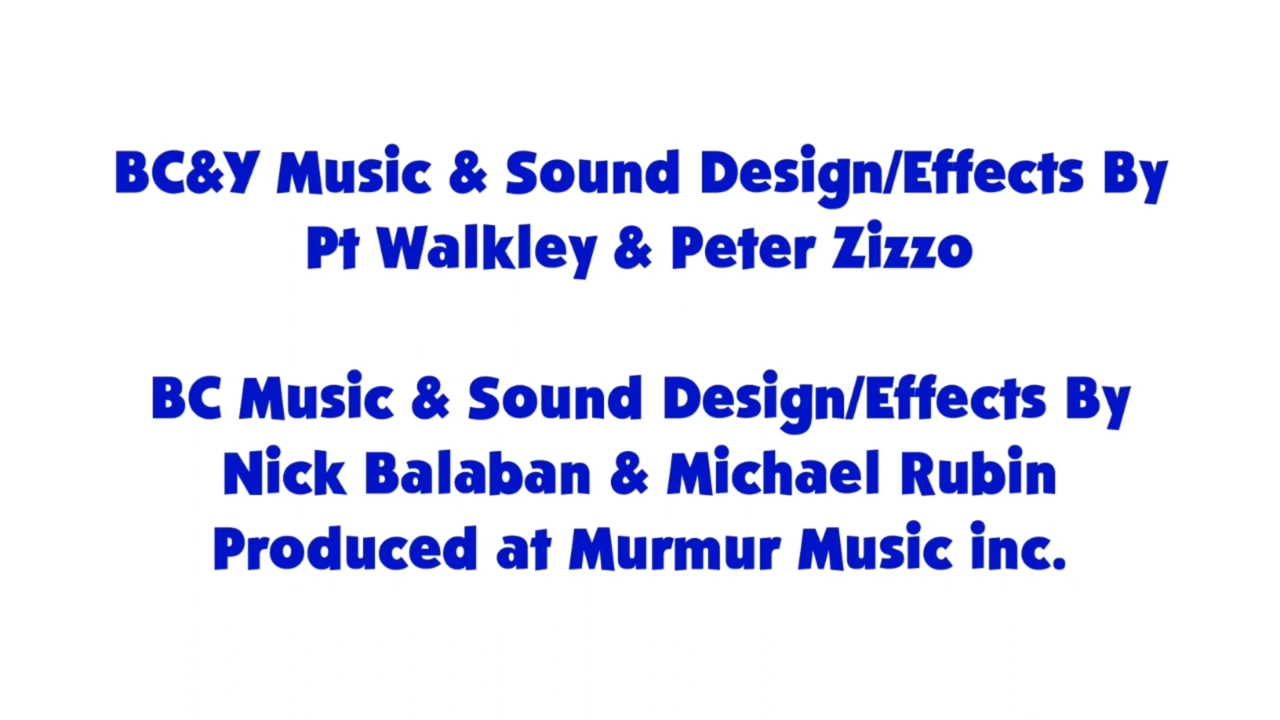 BC&Y Music & Sound Design/Effects By
Pt Walkley & Peter Zizzo
BC Music & Sound Design/Effects By
Nick Balaban & Michael Rubin
Produced at Murmur Music inc.